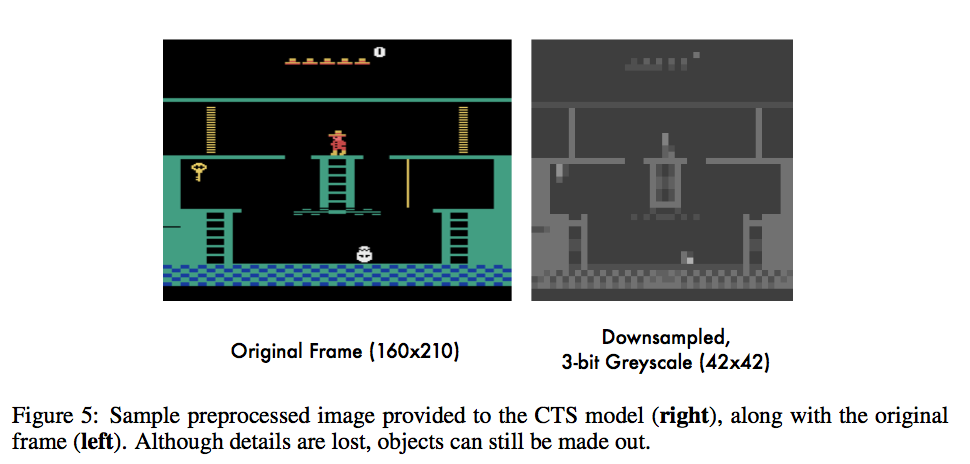 0
Original Frame (160x210)
Downsampled,
3-bit Greyscale (42x42)
Figure 5: Sample preprocessed image provided to the CTS model (right), along with the original
frame (left). Although details are lost, objects can still be made out.